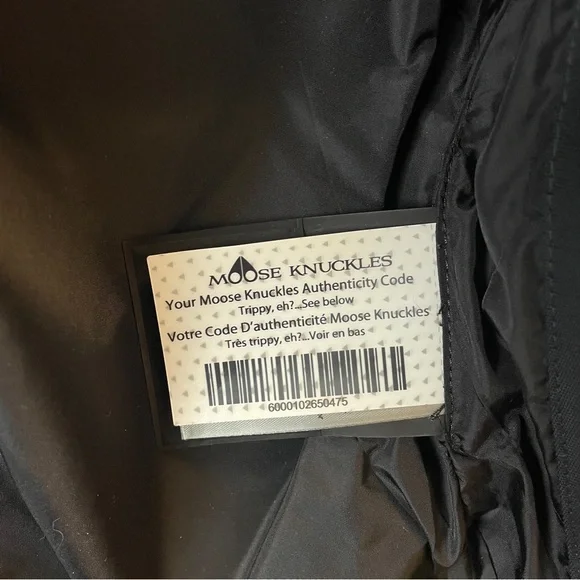 MOOSE KNUCKLES
Your Moose Knuckles Authenticity Code
Trippy, eh?...See below
Votre Code D'authenticité Moose Knuckles
Très trippy, eh?...Voir en bas
6000102650475